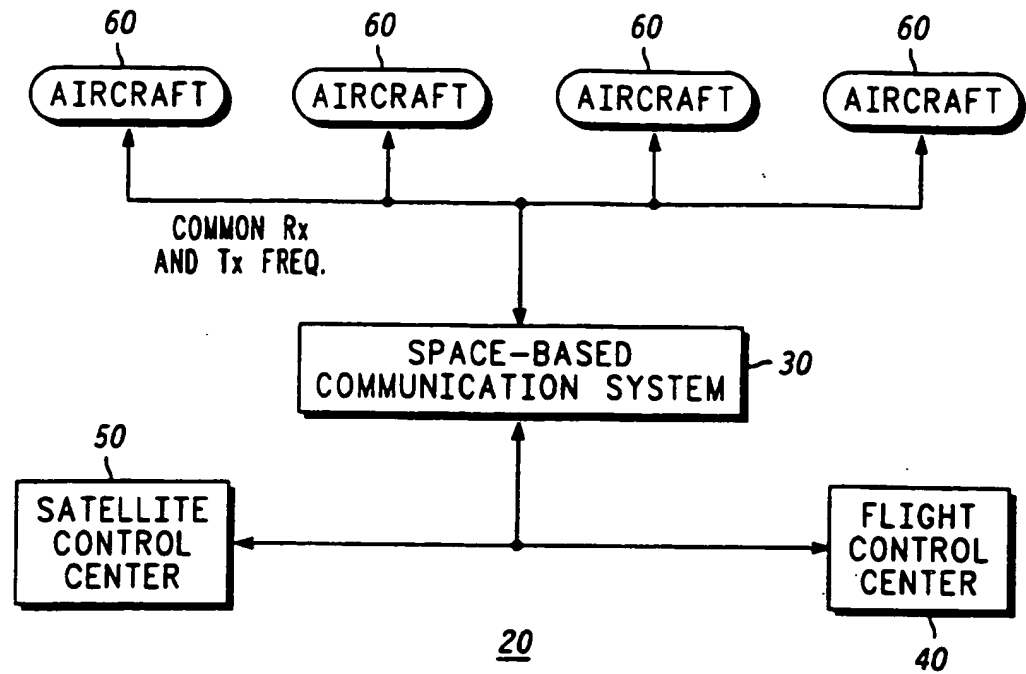 60 60 60 60
AIRCRAFT AIRCRAFT AIRCRAFT AIRCRAFT
COMMON Rx
AND Tx FREQ.
SPACE-BASED
COMMUNICATION SYSTEM
30
50
SATELLITE
CONTROL
CENTER
FLIGHT
CONTROL
CENTER
20
40